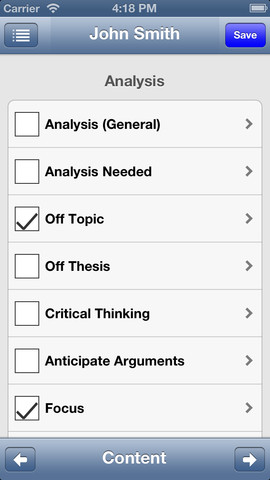 Carrier 4:18 PM
John Smith
Save
Analysis
Analysis (General)
Analysis Needed
Off Topic
Off Thesis
Critical Thinking
Anticipate Arguments
Focus
Content